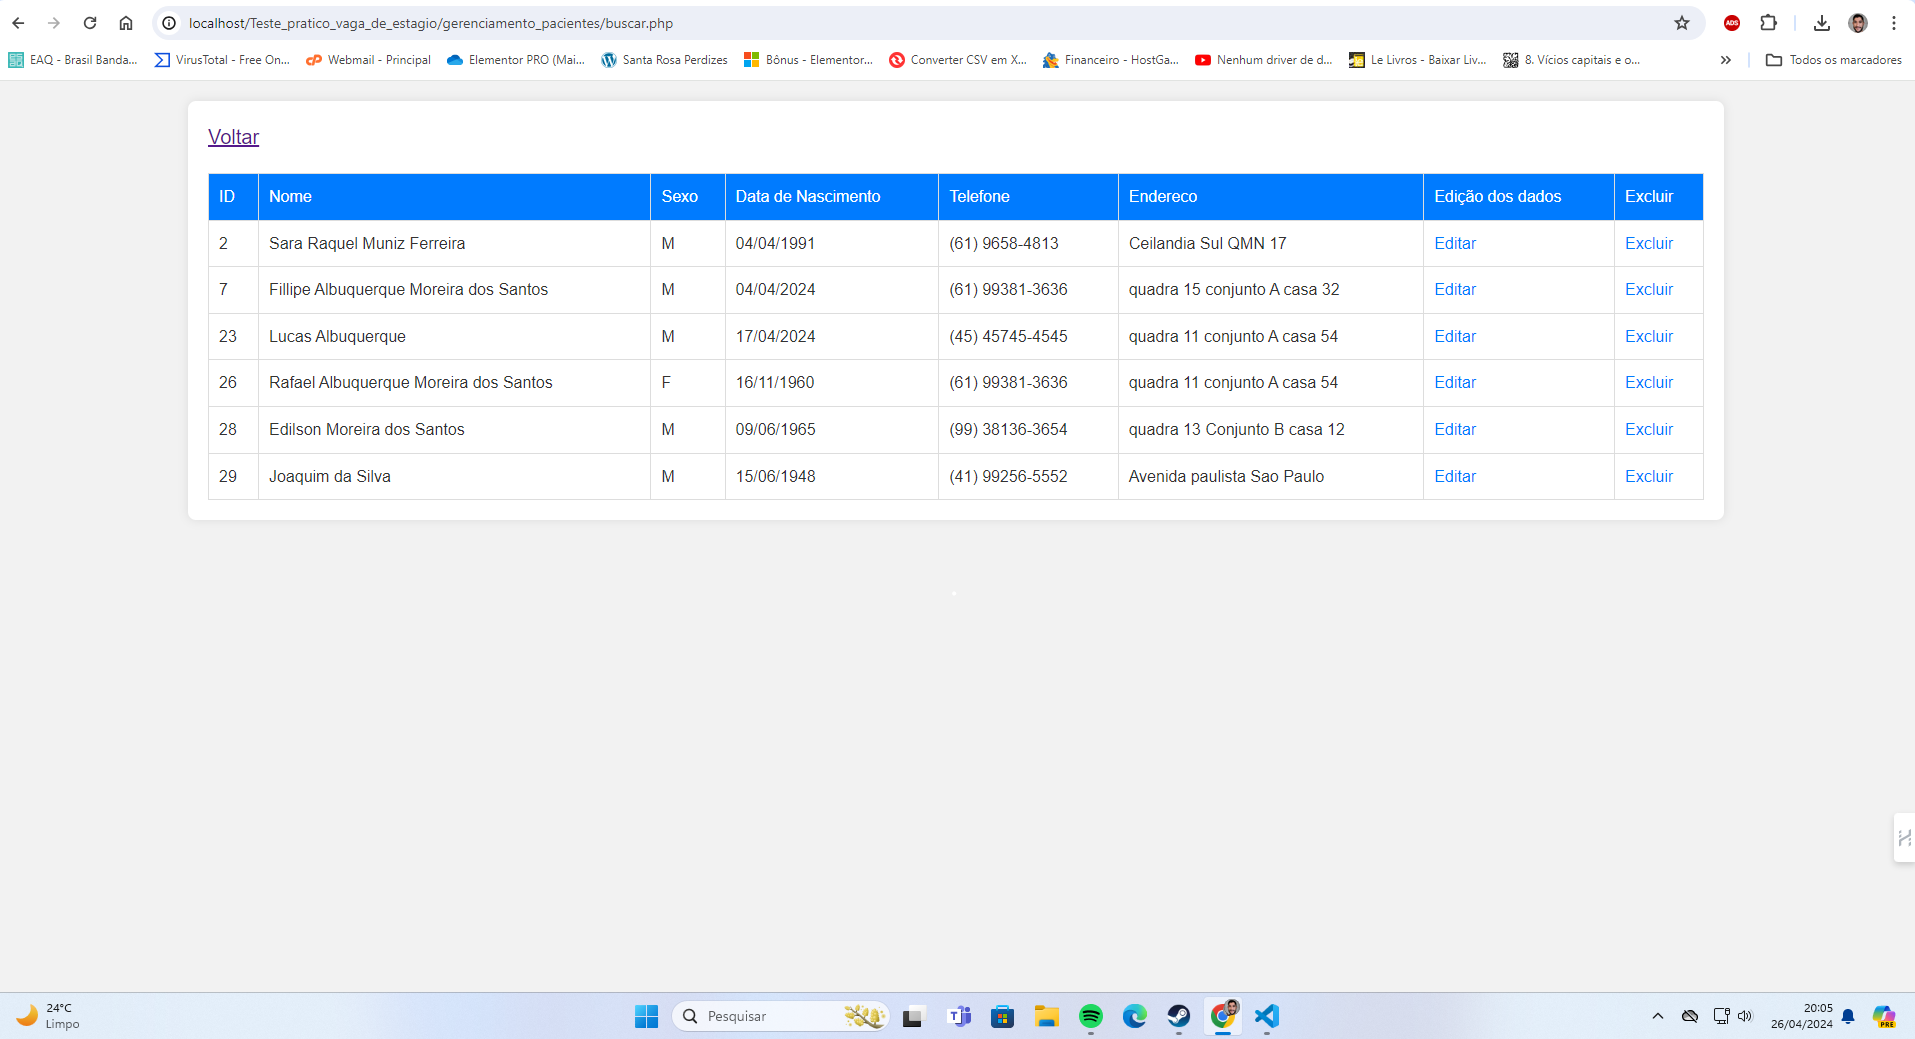 localhost/Teste_pratico_vaga_de_estagio/gerenciamento_pacientes/buscar.php
ADS
EAQ - Brasil Banda... VirusTotal - Free On... Webmail - Principal Elementor PRO (Mai... Santa Rosa Perdizes Bônus - Elementor... Converter CSV em X... Financeiro - HostGa... Nenhum driver de d... Le Livros - Baixar Liv... 8. Vícios capitais e o... » Todos os marcadores
Voltar
ID Nome Sexo Data de Nascimento Telefone Endereco Edição dos dados Excluir
2 Sara Raquel Muniz Ferreira M 04/04/1991 (61) 9658-4813 Ceilandia Sul QMN 17 Editar Excluir
7 Fillipe Albuquerque Moreira dos Santos M 04/04/2024 (61) 99381-3636 quadra 15 conjunto A casa 32 Editar Excluir
23 Lucas Albuquerque M 17/04/2024 (45) 45745-4545 quadra 11 conjunto A casa 54 Editar Excluir
26 Rafael Albuquerque Moreira dos Santos F 16/11/1960 (61) 99381-3636 quadra 11 conjunto A casa 54 Editar Excluir
28 Edilson Moreira dos Santos M 09/06/1965 (99) 38136-3654 quadra 13 Conjunto B casa 12 Editar Excluir
29 Joaquim da Silva M 15/06/1948 (41) 99256-5552 Avenida paulista Sao Paulo Editar Excluir
24°C
Limpo
Pesquisar
20:05
26/04/2024
PRE